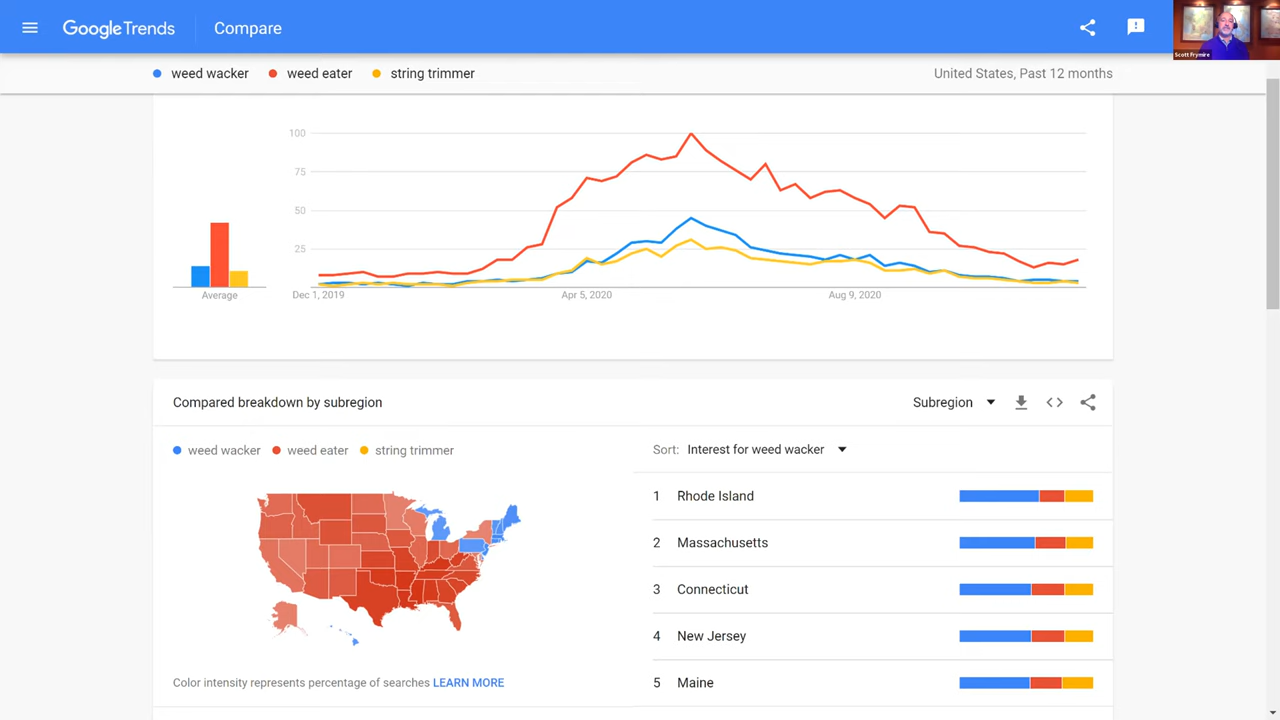 Google Trends Compare
Scott Frymire
weed wacker weed eater string trimmer United States, Past 12 months
100
75
50
25
Average Dec 1, 2019 Apr 5, 2020 Aug 9, 2020
Compared breakdown by subregion Subregion
weed wacker weed eater string trimmer Sort: Interest for weed wacker
1 Rhode Island
2 Massachusetts
3 Connecticut
4 New Jersey
5 Maine
Color intensity represents percentage of searches LEARN MORE